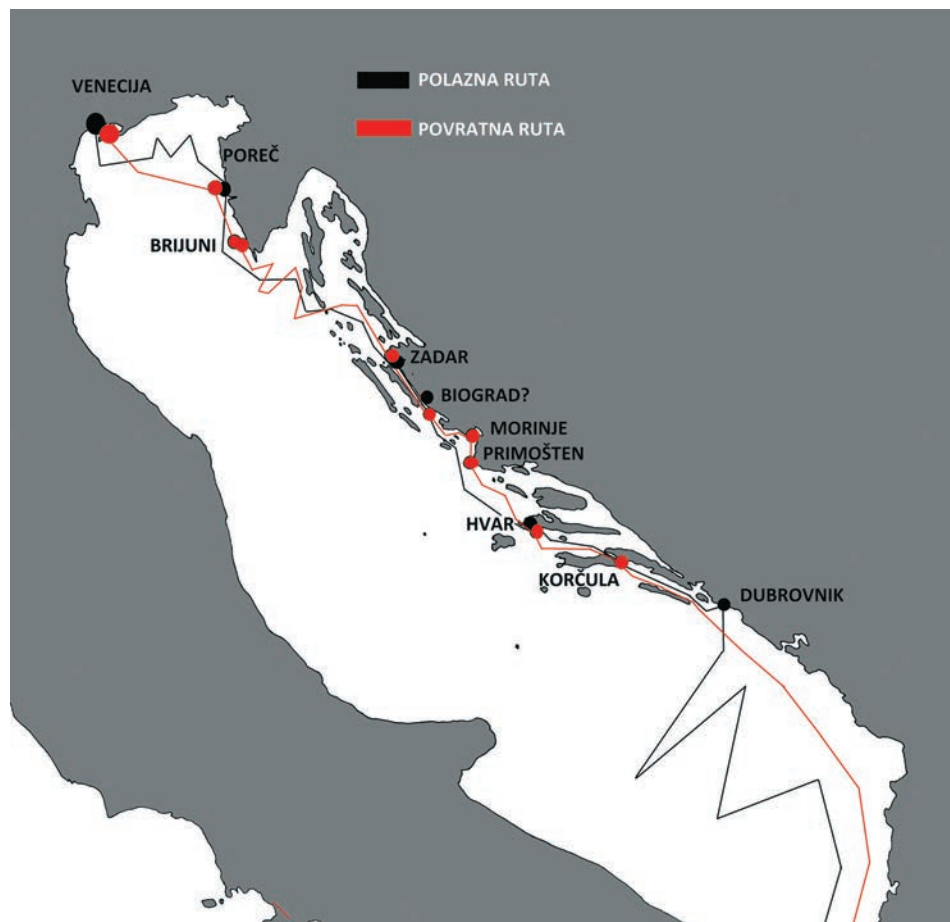 VENECIJA
POLAZNA RUTA
POVRATNA RUTA
POREČ
BRIJUNI
ZADAR
BIOGRAD?
MORINJE
PRIMOŠTEN
HVAR
KORČULA
DUBROVNIK